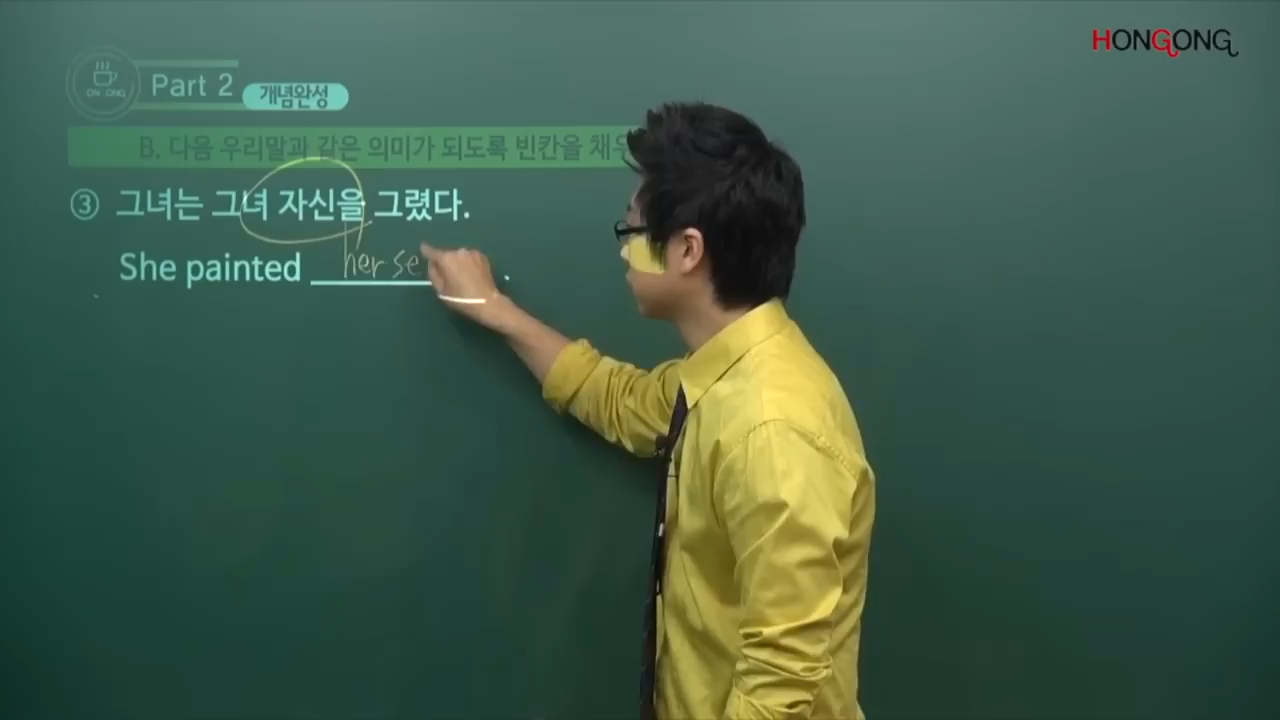 HONGONG
Part 2 개념완성
B. 다음 우리말과 같은 의미가 되도록 빈칸을 채우
③ 그녀는 그녀 자신을 그렸다.
She painted herse .